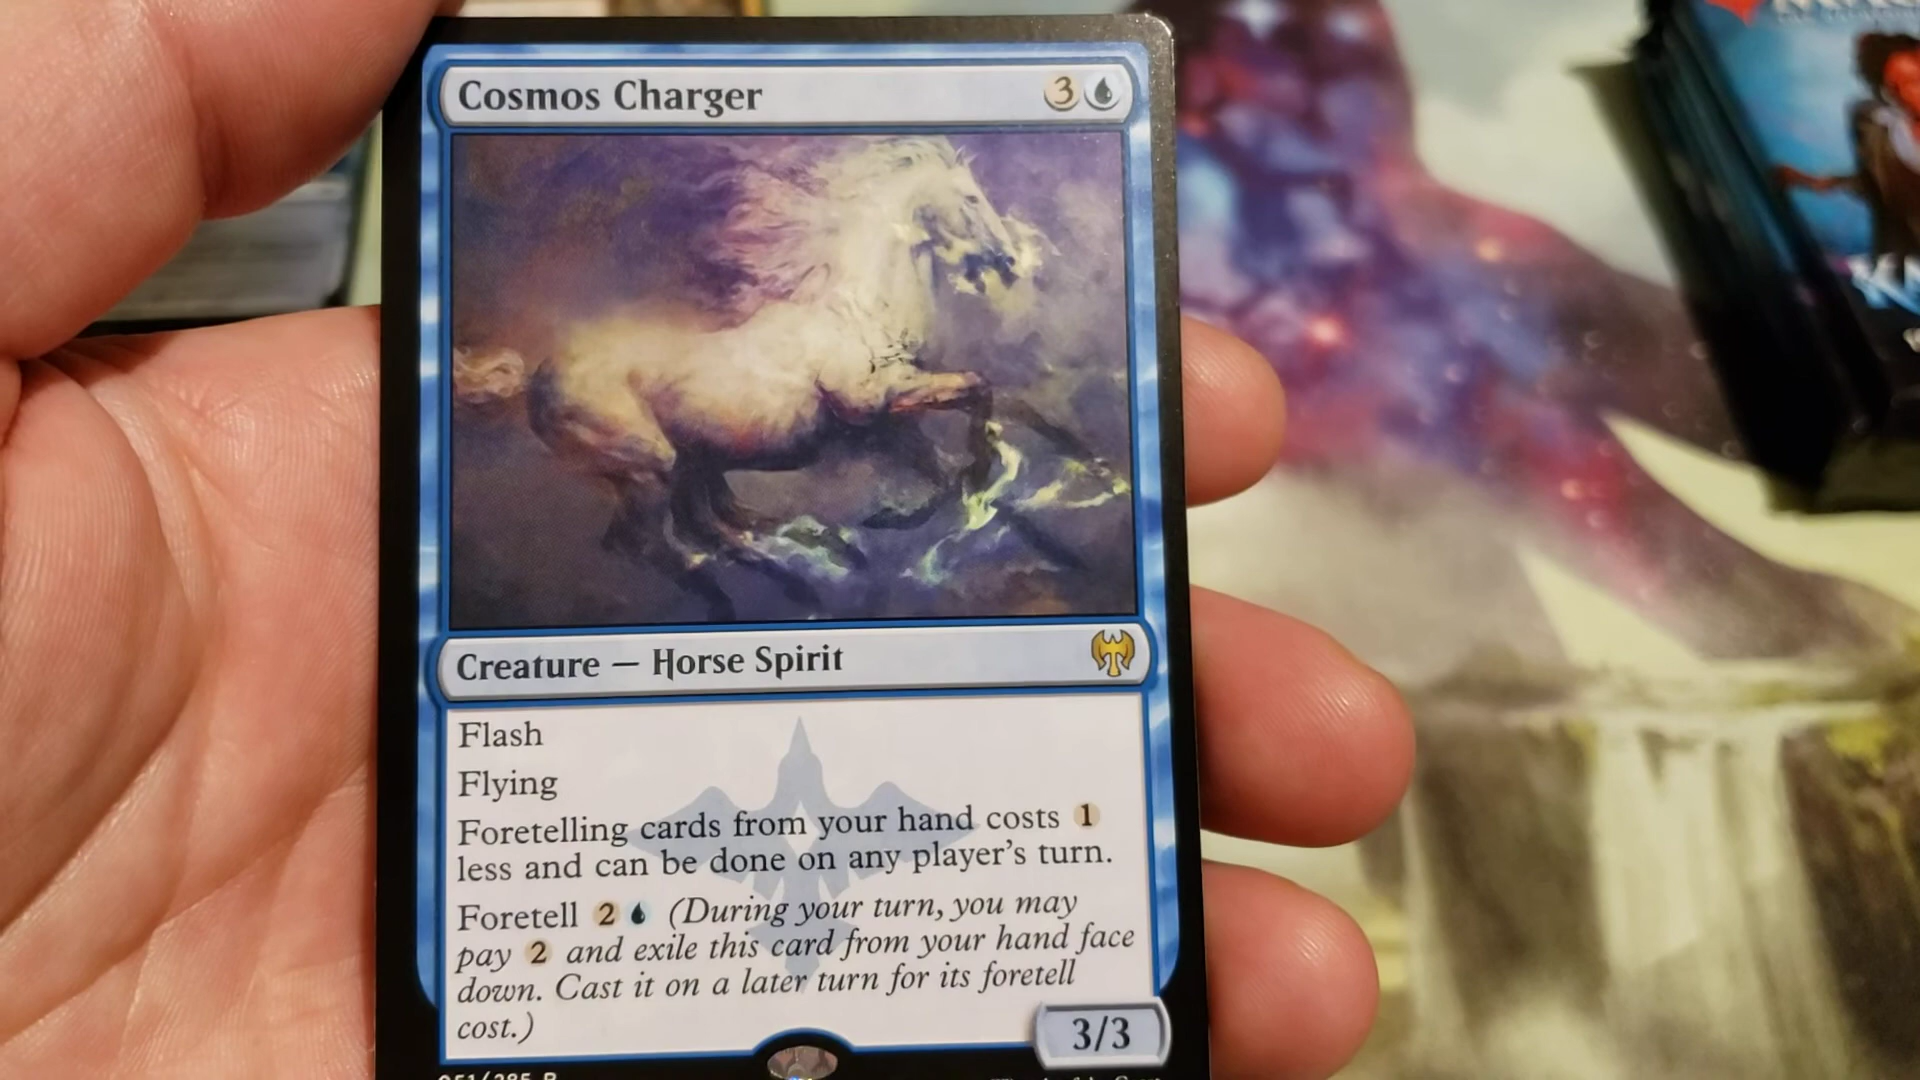 Cosmos Charger 3
Creature — Horse Spirit
Flash
Flying
Foretelling cards from your hand costs 1
less and can be done on any player's turn.
Foretell 2 (During your turn, you may
pay 2 and exile this card from your hand face
down. Cast it on a later turn for its foretell
cost.)
3/3
051/285 R